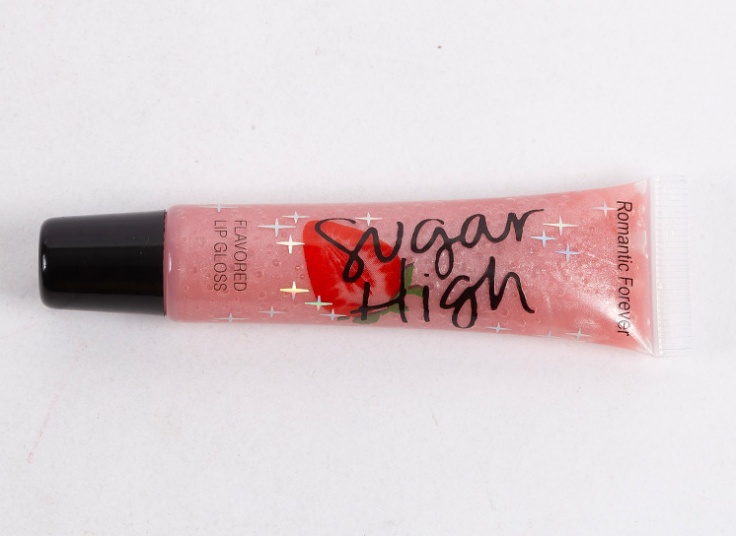 FLAVORED
LIP GLOSS
Sugar
High
Romantic Forever